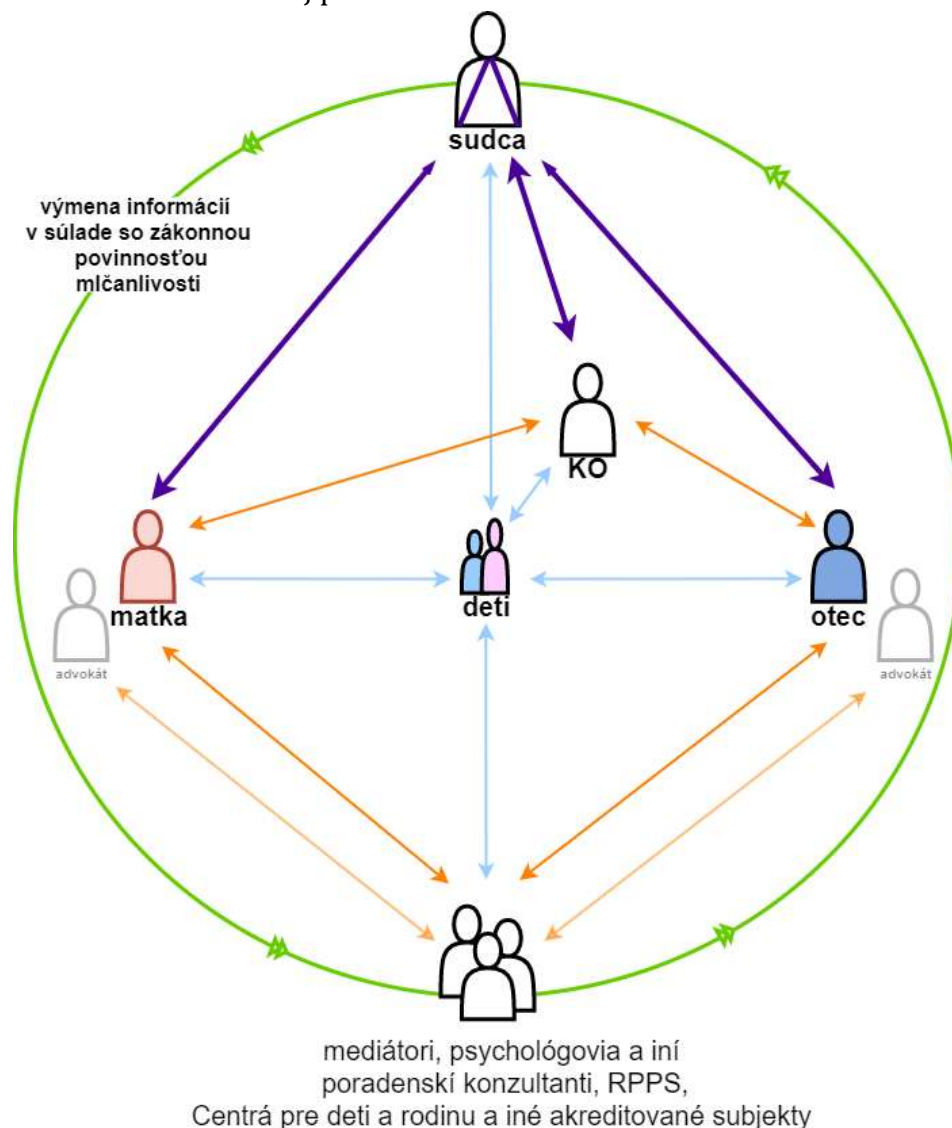 sudca
výmena informácií
v súlade so zákonnou
povinnosťou
mlčanlivosti
KO
matka
deti
otec
advokát
advokát
mediátori, psychológovia a iní
poradenskí konzultanti, RPPS,
Centrá pre deti a rodinu a iné akreditované subjekty